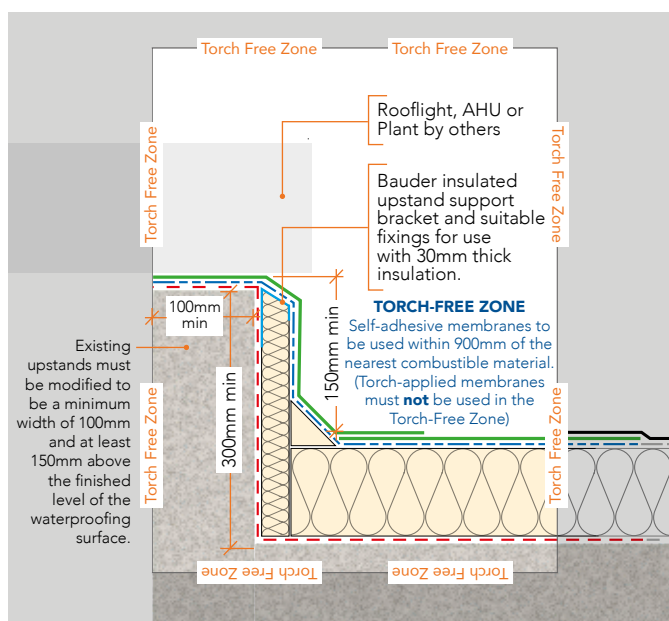 Torch Free Zone
Torch Free Zone
Torch Free Zone
Torch Free Zone
Rooflight, AHU or
Plant by others
Bauder insulated
upstand support
bracket and suitable
fixings for use
with 30mm thick
insulation.
100mm
min
150mm min
300mm min
TORCH-FREE ZONE
Self-adhesive membranes to
be used within 900mm of the
nearest combustible material.
(Torch-applied membranes
must not be used in the
Torch-Free Zone)
Existing
upstands must
be modified to
be a minimum
width of 100mm
and at least
150mm above
the finished
level of the
waterproofing
surface.
Torch Free Zone
Torch Free Zone
Torch Free Zone
Torch Free Zone